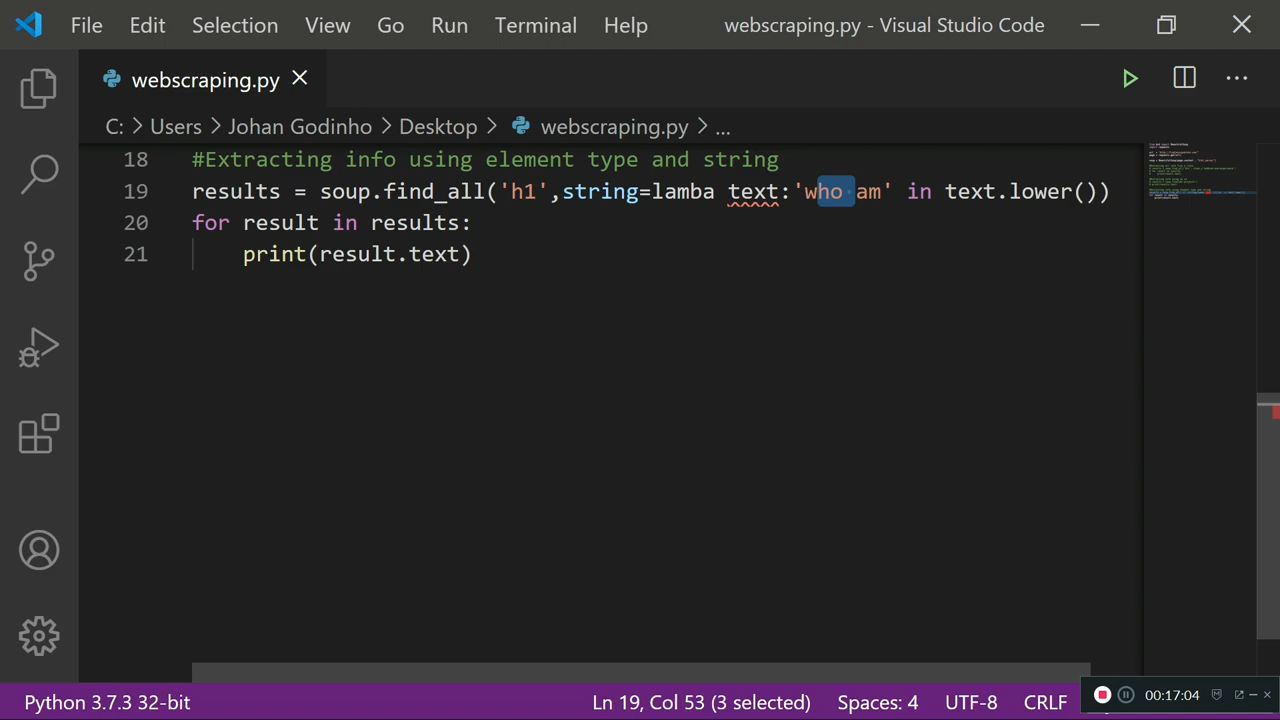 File Edit Selection View Go Run Terminal Help webscraping.py - Visual Studio Code
webscraping.py
C: Users Johan Godinho Desktop webscraping.py ...
18 #Extracting info using element type and string
19 results = soup.find_all('h1',string=lamba text:'who am' in text.lower())
20 for result in results:
21 print(result.text)
Python 3.7.3 32-bit Ln 19, Col 53 (3 selected) Spaces: 4 UTF-8 CRLF 00:17:04